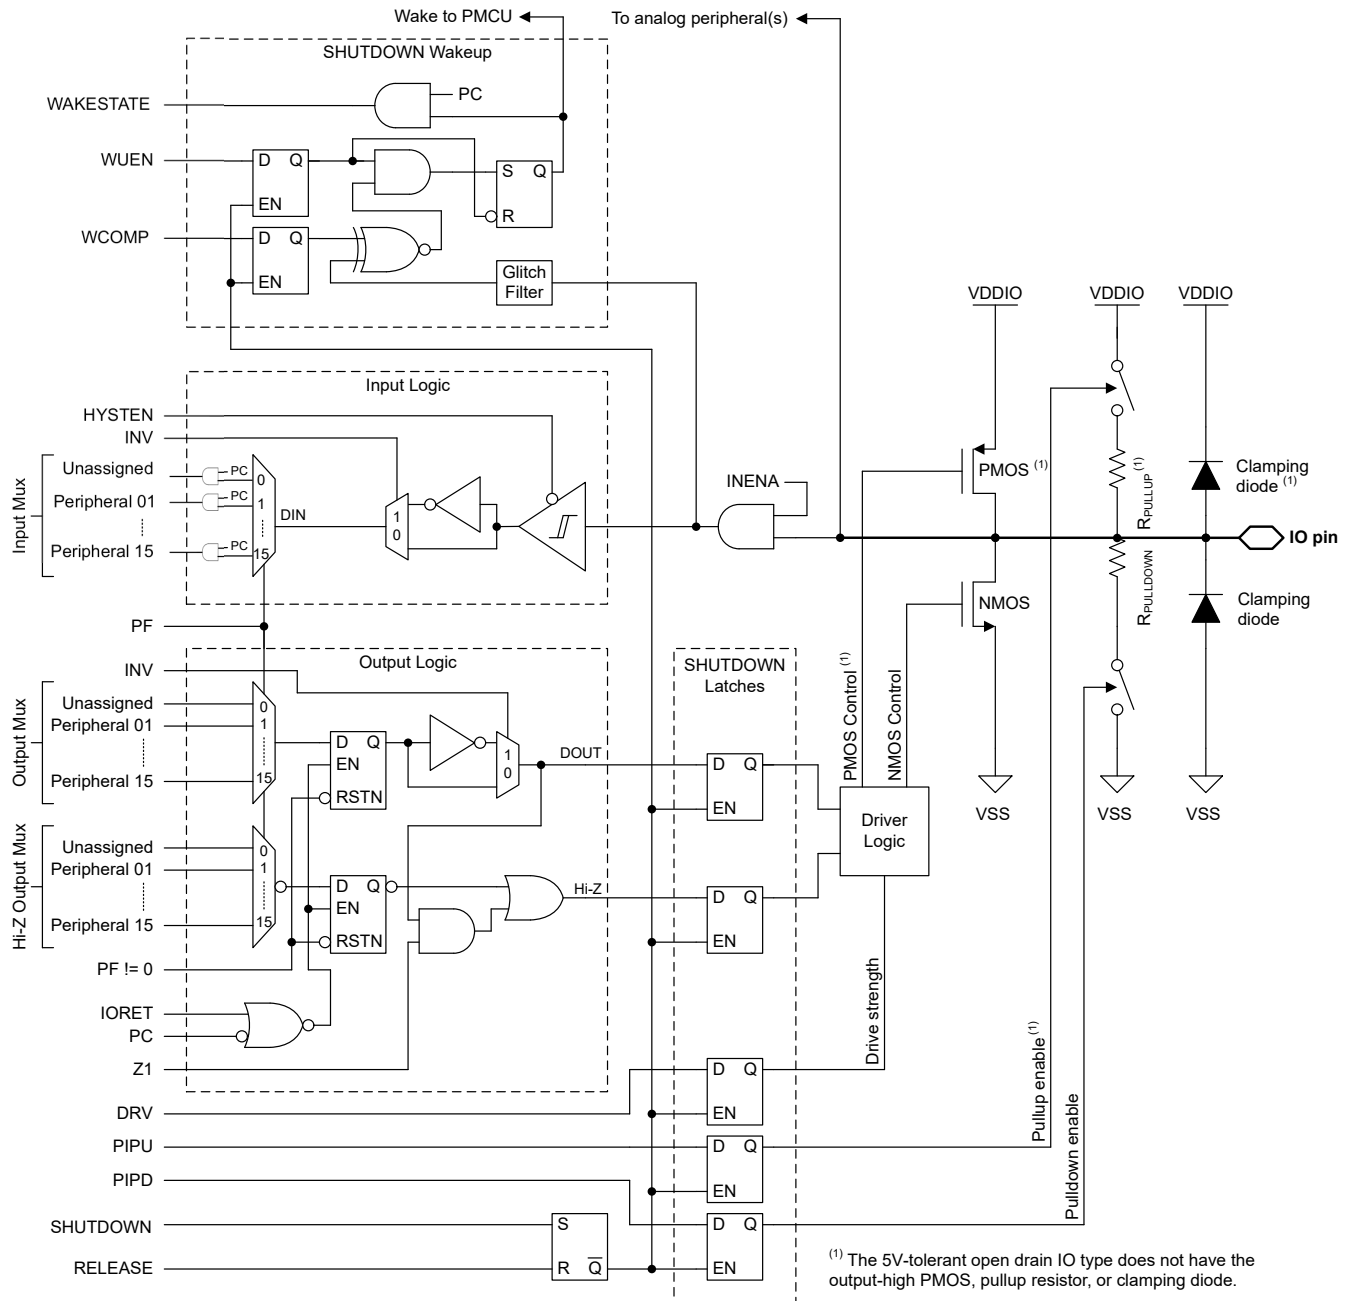 Wake to PMCU
To analog peripheral(s)
SHUTDOWN Wakeup
WAKESTATE
PC
WUEN
D Q
EN
S Q
R
WCOMP
D Q
EN
Glitch
Filter
VDDIO
VDDIO
VDDIO
Input Logic
HYSTEN
INV
Input Mux
Unassigned
PC
0
Peripheral 01
PC
1
Peripheral 15
PC
15
DIN
1
0
INENA
PMOS (1)
RPULLUP (1)
Clamping
diode (1)
IO pin
NMOS
RPULLDOWN
Clamping
diode
PF
Output Logic
INV
SHUTDOWN
Latches
PMOS Control (1)
NMOS Control
Output Mux
Unassigned
0
Peripheral 01
1
Peripheral 15
15
D Q
EN
RSTN
1
0
DOUT
D Q
EN
VSS
VSS
VSS
Driver
Logic
Hi-Z Output Mux
Unassigned
0
Peripheral 01
1
Peripheral 15
15
D Q
EN
RSTN
Hi-Z
D Q
EN
PF != 0
IORET
PC
Z1
Drive strength
D Q
EN
DRV
PIPU
D Q
EN
Pullup enable (1)
Pulldown enable
PIPD
SHUTDOWN
S
D Q
EN
RELEASE
R Q̅
(1) The 5V-tolerant open drain IO type does not have the
output-high PMOS, pullup resistor, or clamping diode.